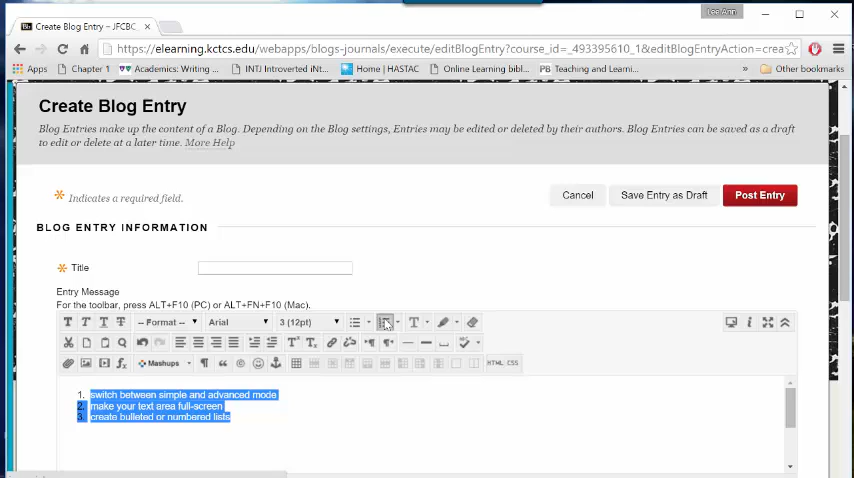 Lee Ann
Bb Create Blog Entry – JFCBC
https://elearning.kctcs.edu/webapps/blogs-journals/execute/editBlogEntry?course_id=_493395610_1&editBlogEntryAction=crea
Apps Chapter 1 Academics: Writing ... INTJ Introverted iNt... Home | HASTAC Online Learning bibl... PB Teaching and Learni... » Other bookmarks
Create Blog Entry
Blog Entries make up the content of a Blog. Depending on the Blog settings, Entries may be edited or deleted by their authors. Blog Entries can be saved as a draft
to edit or delete at a later time. More Help
Indicates a required field.
Cancel Save Entry as Draft Post Entry
BLOG ENTRY INFORMATION
Title
Entry Message
For the toolbar, press ALT+F10 (PC) or ALT+FN+F10 (Mac).
T T T T -- Format -- Arial 3 (12pt) T
Mashups HTML CSS
1. switch between simple and advanced mode
2. make your text area full-screen
3. create bulleted or numbered lists